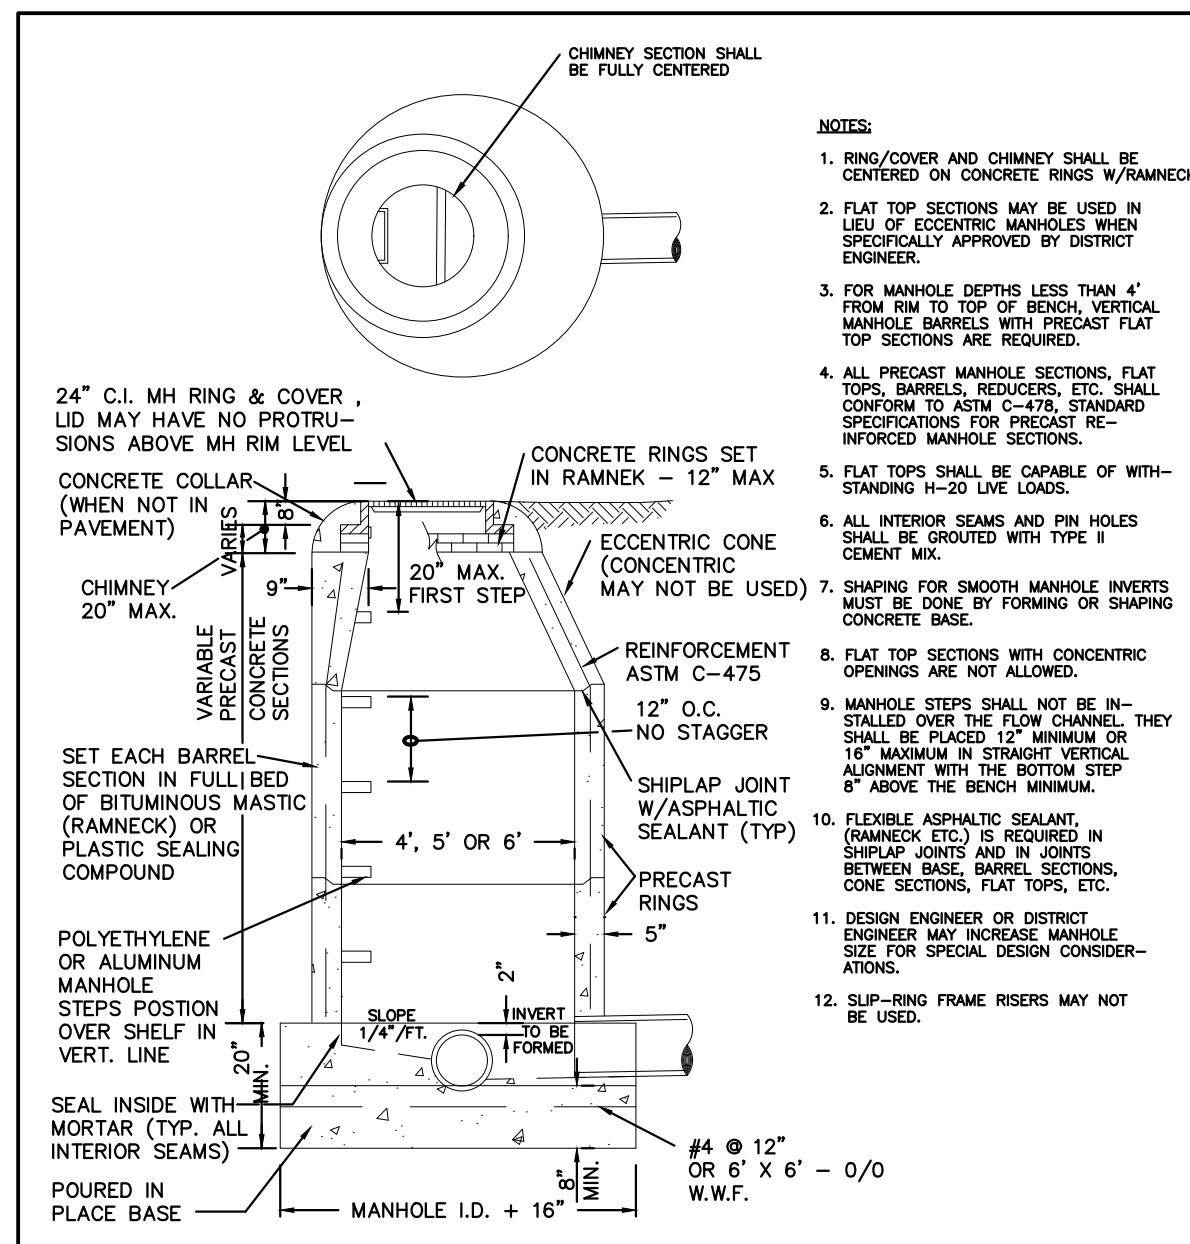 CHIMNEY SECTION SHALL
BE FULLY CENTERED
NOTES:
1. RING/COVER AND CHIMNEY SHALL BE
CENTERED ON CONCRETE RINGS W/RAMNECK
2. FLAT TOP SECTIONS MAY BE USED IN
LIEU OF ECCENTRIC MANHOLES WHEN
SPECIFICALLY APPROVED BY DISTRICT
ENGINEER.
3. FOR MANHOLE DEPTHS LESS THAN 4'
FROM RIM TO TOP OF BENCH, VERTICAL
MANHOLE BARRELS WITH PRECAST FLAT
TOP SECTIONS ARE REQUIRED.
4. ALL PRECAST MANHOLE SECTIONS, FLAT
TOPS, BARRELS, REDUCERS, ETC. SHALL
CONFORM TO ASTM C-478, STANDARD
SPECIFICATIONS FOR PRECAST RE-
INFORCED MANHOLE SECTIONS.
5. FLAT TOPS SHALL BE CAPABLE OF WITH-
STANDING H-20 LIVE LOADS.
6. ALL INTERIOR SEAMS AND PIN HOLES
SHALL BE GROUTED WITH TYPE II
CEMENT MIX.
7. SHAPING FOR SMOOTH MANHOLE INVERTS
MUST BE DONE BY FORMING OR SHAPING
CONCRETE BASE.
8. FLAT TOP SECTIONS WITH CONCENTRIC
OPENINGS ARE NOT ALLOWED.
9. MANHOLE STEPS SHALL NOT BE IN-
STALLED OVER THE FLOW CHANNEL. THEY
SHALL BE PLACED 12" MINIMUM OR
16" MAXIMUM IN STRAIGHT VERTICAL
ALIGNMENT WITH THE BOTTOM STEP
8" ABOVE THE BENCH MINIMUM.
10. FLEXIBLE ASPHALTIC SEALANT,
(RAMNECK ETC.) IS REQUIRED IN
SHIPLAP JOINTS AND IN JOINTS
BETWEEN BASE, BARREL SECTIONS,
CONE SECTIONS, FLAT TOPS, ETC.
11. DESIGN ENGINEER OR DISTRICT
ENGINEER MAY INCREASE MANHOLE
SIZE FOR SPECIAL DESIGN CONSIDER-
ATIONS.
12. SLIP-RING FRAME RISERS MAY NOT
BE USED.
24" C.I. MH RING & COVER ,
LID MAY HAVE NO PROTRU-
SIONS ABOVE MH RIM LEVEL
CONCRETE COLLAR
(WHEN NOT IN
PAVEMENT)
CHIMNEY
20" MAX.
VARIES
8"
9"
20" MAX.
FIRST STEP
CONCRETE RINGS SET
IN RAMNEK - 12" MAX
ECCENTRIC CONE
(CONCENTRIC
MAY NOT BE USED)
REINFORCEMENT
ASTM C-475
12" O.C.
NO STAGGER
SHIPLAP JOINT
W/ASPHALTIC
SEALANT (TYP)
PRECAST
RINGS
VARIABLE
PRECAST
CONCRETE
SECTIONS
SET EACH BARREL
SECTION IN FULL BED
OF BITUMINOUS MASTIC
(RAMNECK) OR
PLASTIC SEALING
COMPOUND
4', 5' OR 6'
5"
POLYETHYLENE
OR ALUMINUM
MANHOLE
STEPS POSTION
OVER SHELF IN
VERT. LINE
2"
SLOPE
1/4"/FT.
INVERT
TO BE
FORMED
20"
MIN.
SEAL INSIDE WITH
MORTAR (TYP. ALL
INTERIOR SEAMS)
POURED IN
PLACE BASE
MANHOLE I.D. + 16"
8"
MIN.
#4 @ 12"
OR 6' X 6' - 0/0
W.W.F.